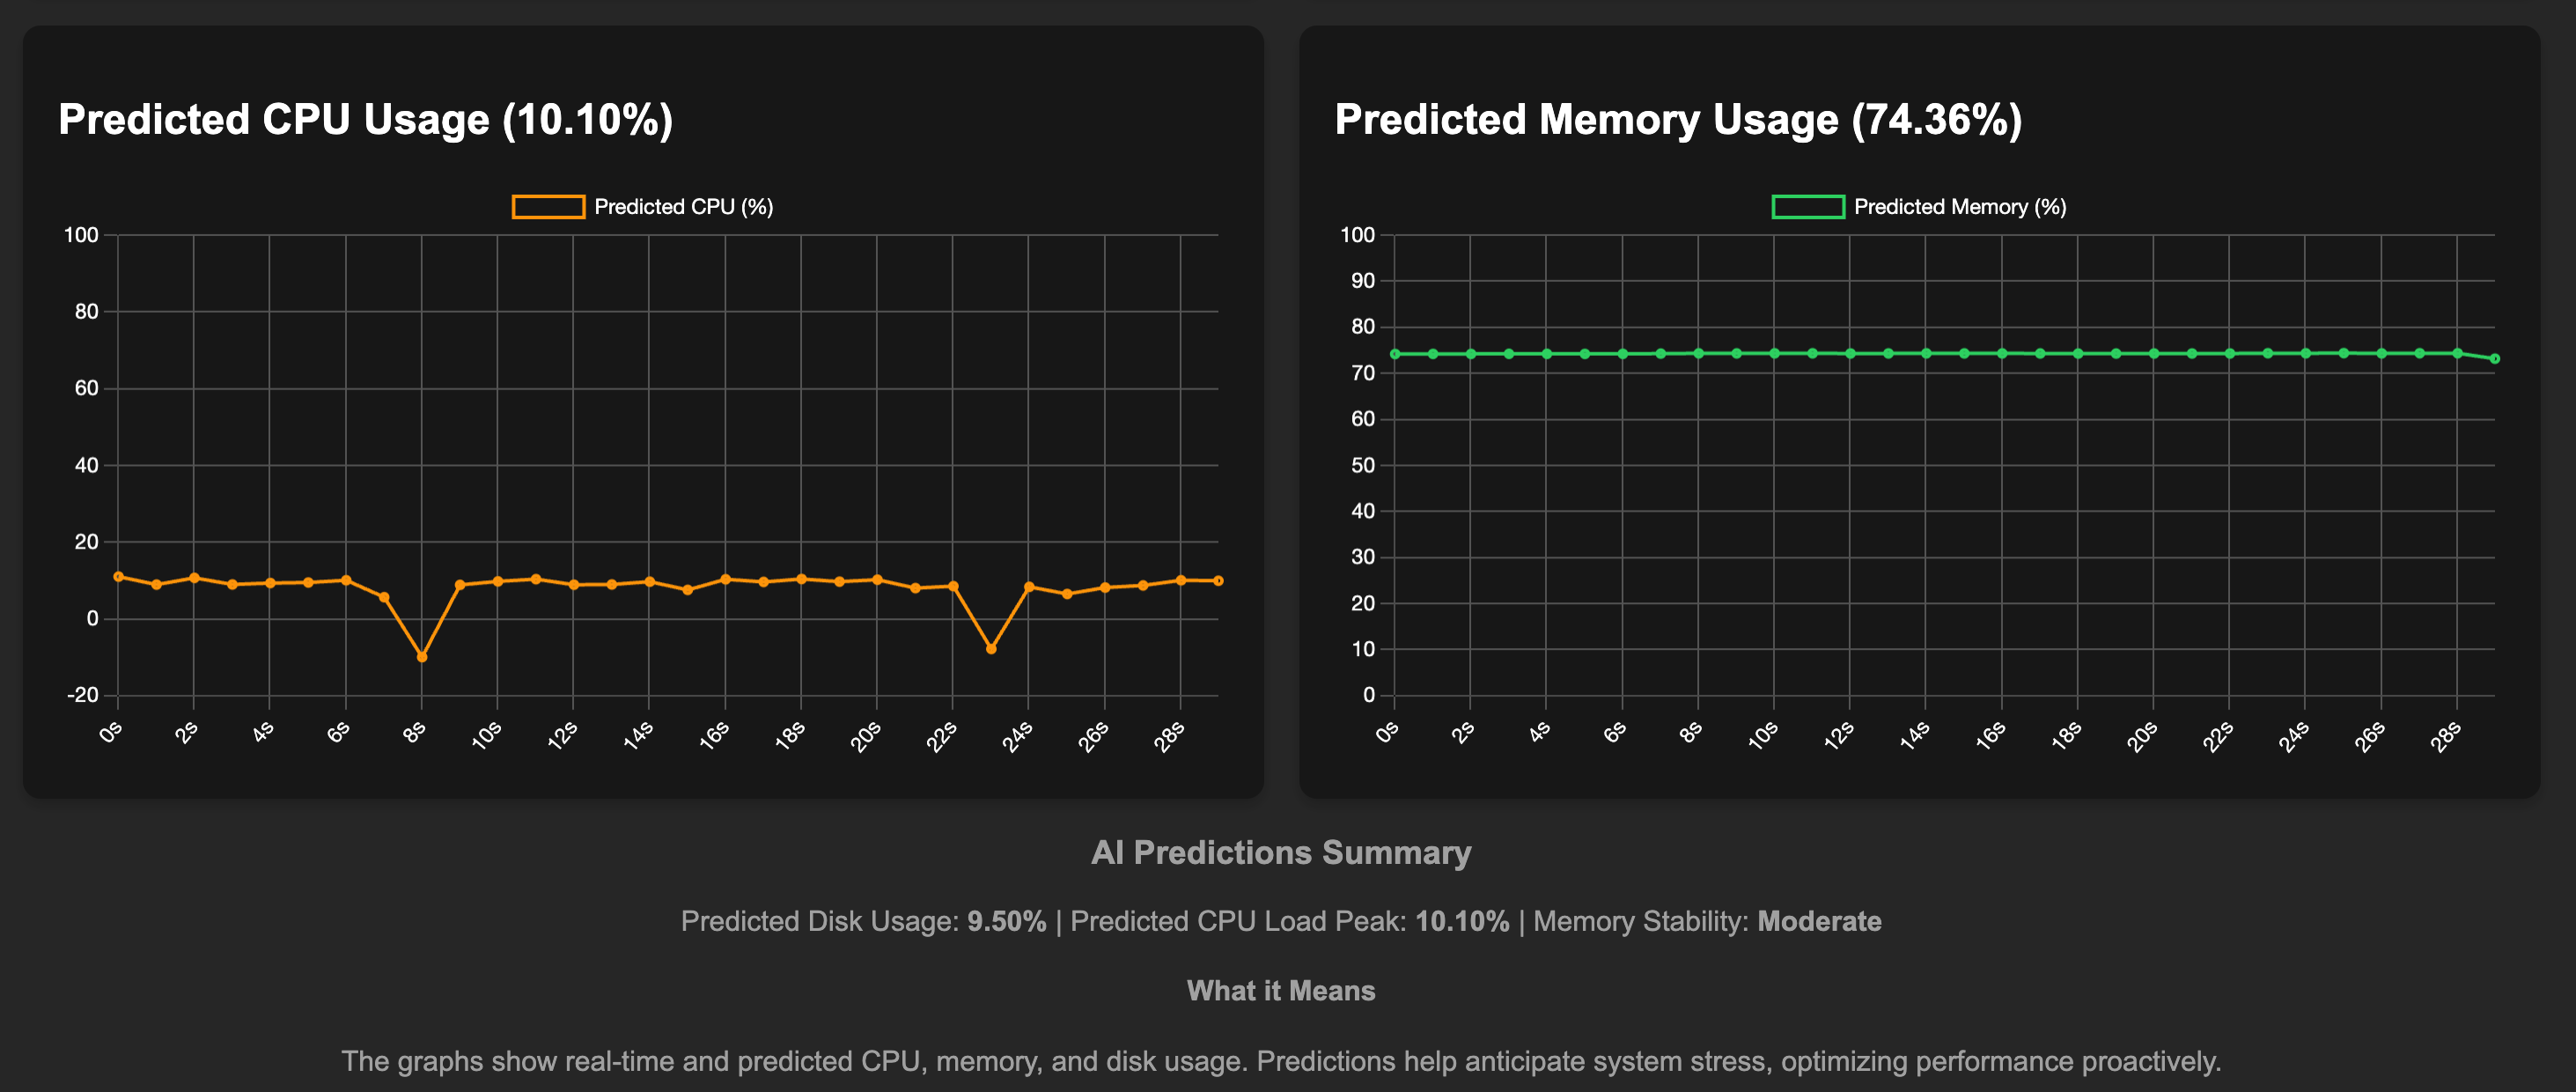 Predicted CPU Usage (10.10%)
Predicted CPU (%)
100
80
60
40
20
0
-20
0s
2s
4s
6s
8s
10s
12s
14s
16s
18s
20s
22s
24s
26s
28s
Predicted Memory Usage (74.36%)
Predicted Memory (%)
100
90
80
70
60
50
40
30
20
10
0
0s
2s
4s
6s
8s
10s
12s
14s
16s
18s
20s
22s
24s
26s
28s
AI Predictions Summary
Predicted Disk Usage: 9.50% | Predicted CPU Load Peak: 10.10% | Memory Stability: Moderate
What it Means
The graphs show real-time and predicted CPU, memory, and disk usage. Predictions help anticipate system stress, optimizing performance proactively.